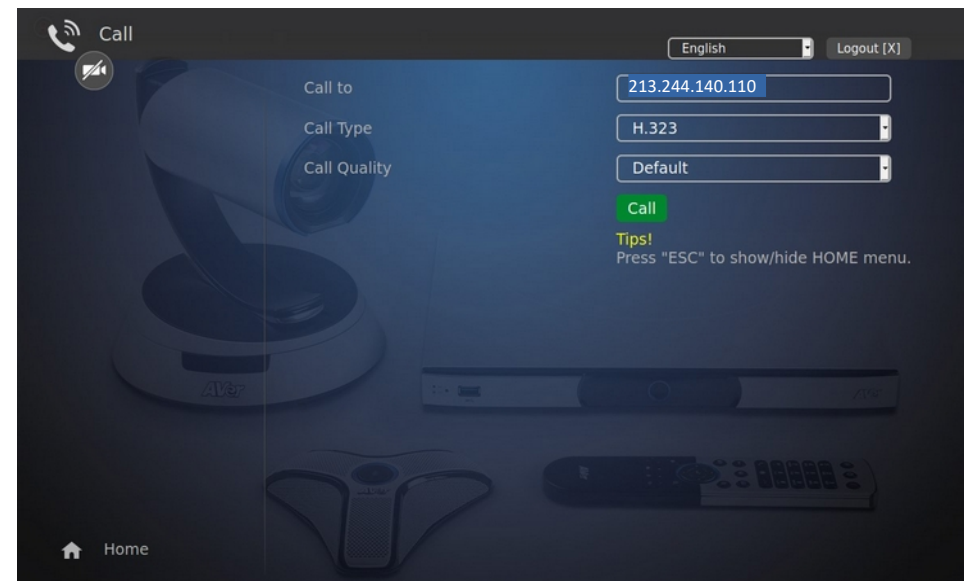 Call
English
Logout [X]
Call to
213.244.140.110
Call Type
H.323
Call Quality
Default
Call
Tips!
Press "ESC" to show/hide HOME menu.
AVer
Home